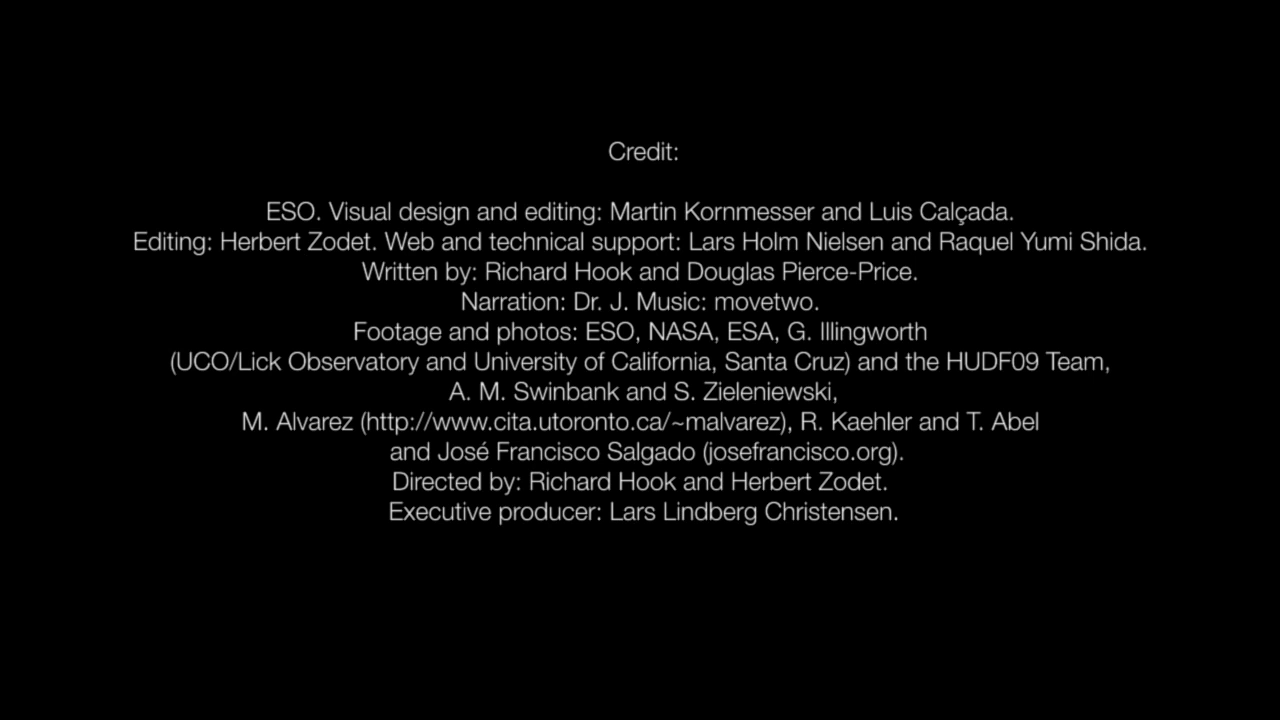 Credit:
ESO. Visual design and editing: Martin Kornmesser and Luis Calçada.
Editing: Herbert Zodet. Web and technical support: Lars Holm Nielsen and Raquel Yumi Shida.
Written by: Richard Hook and Douglas Pierce-Price.
Narration: Dr. J. Music: movetwo.
Footage and photos: ESO, NASA, ESA, G. Illingworth
(UCO/Lick Observatory and University of California, Santa Cruz) and the HUDF09 Team,
A. M. Swinbank and S. Zieleniewski,
M. Alvarez (http://www.cita.utoronto.ca/~malvarez), R. Kaehler and T. Abel
and José Francisco Salgado (josefrancisco.org).
Directed by: Richard Hook and Herbert Zodet.
Executive producer: Lars Lindberg Christensen.